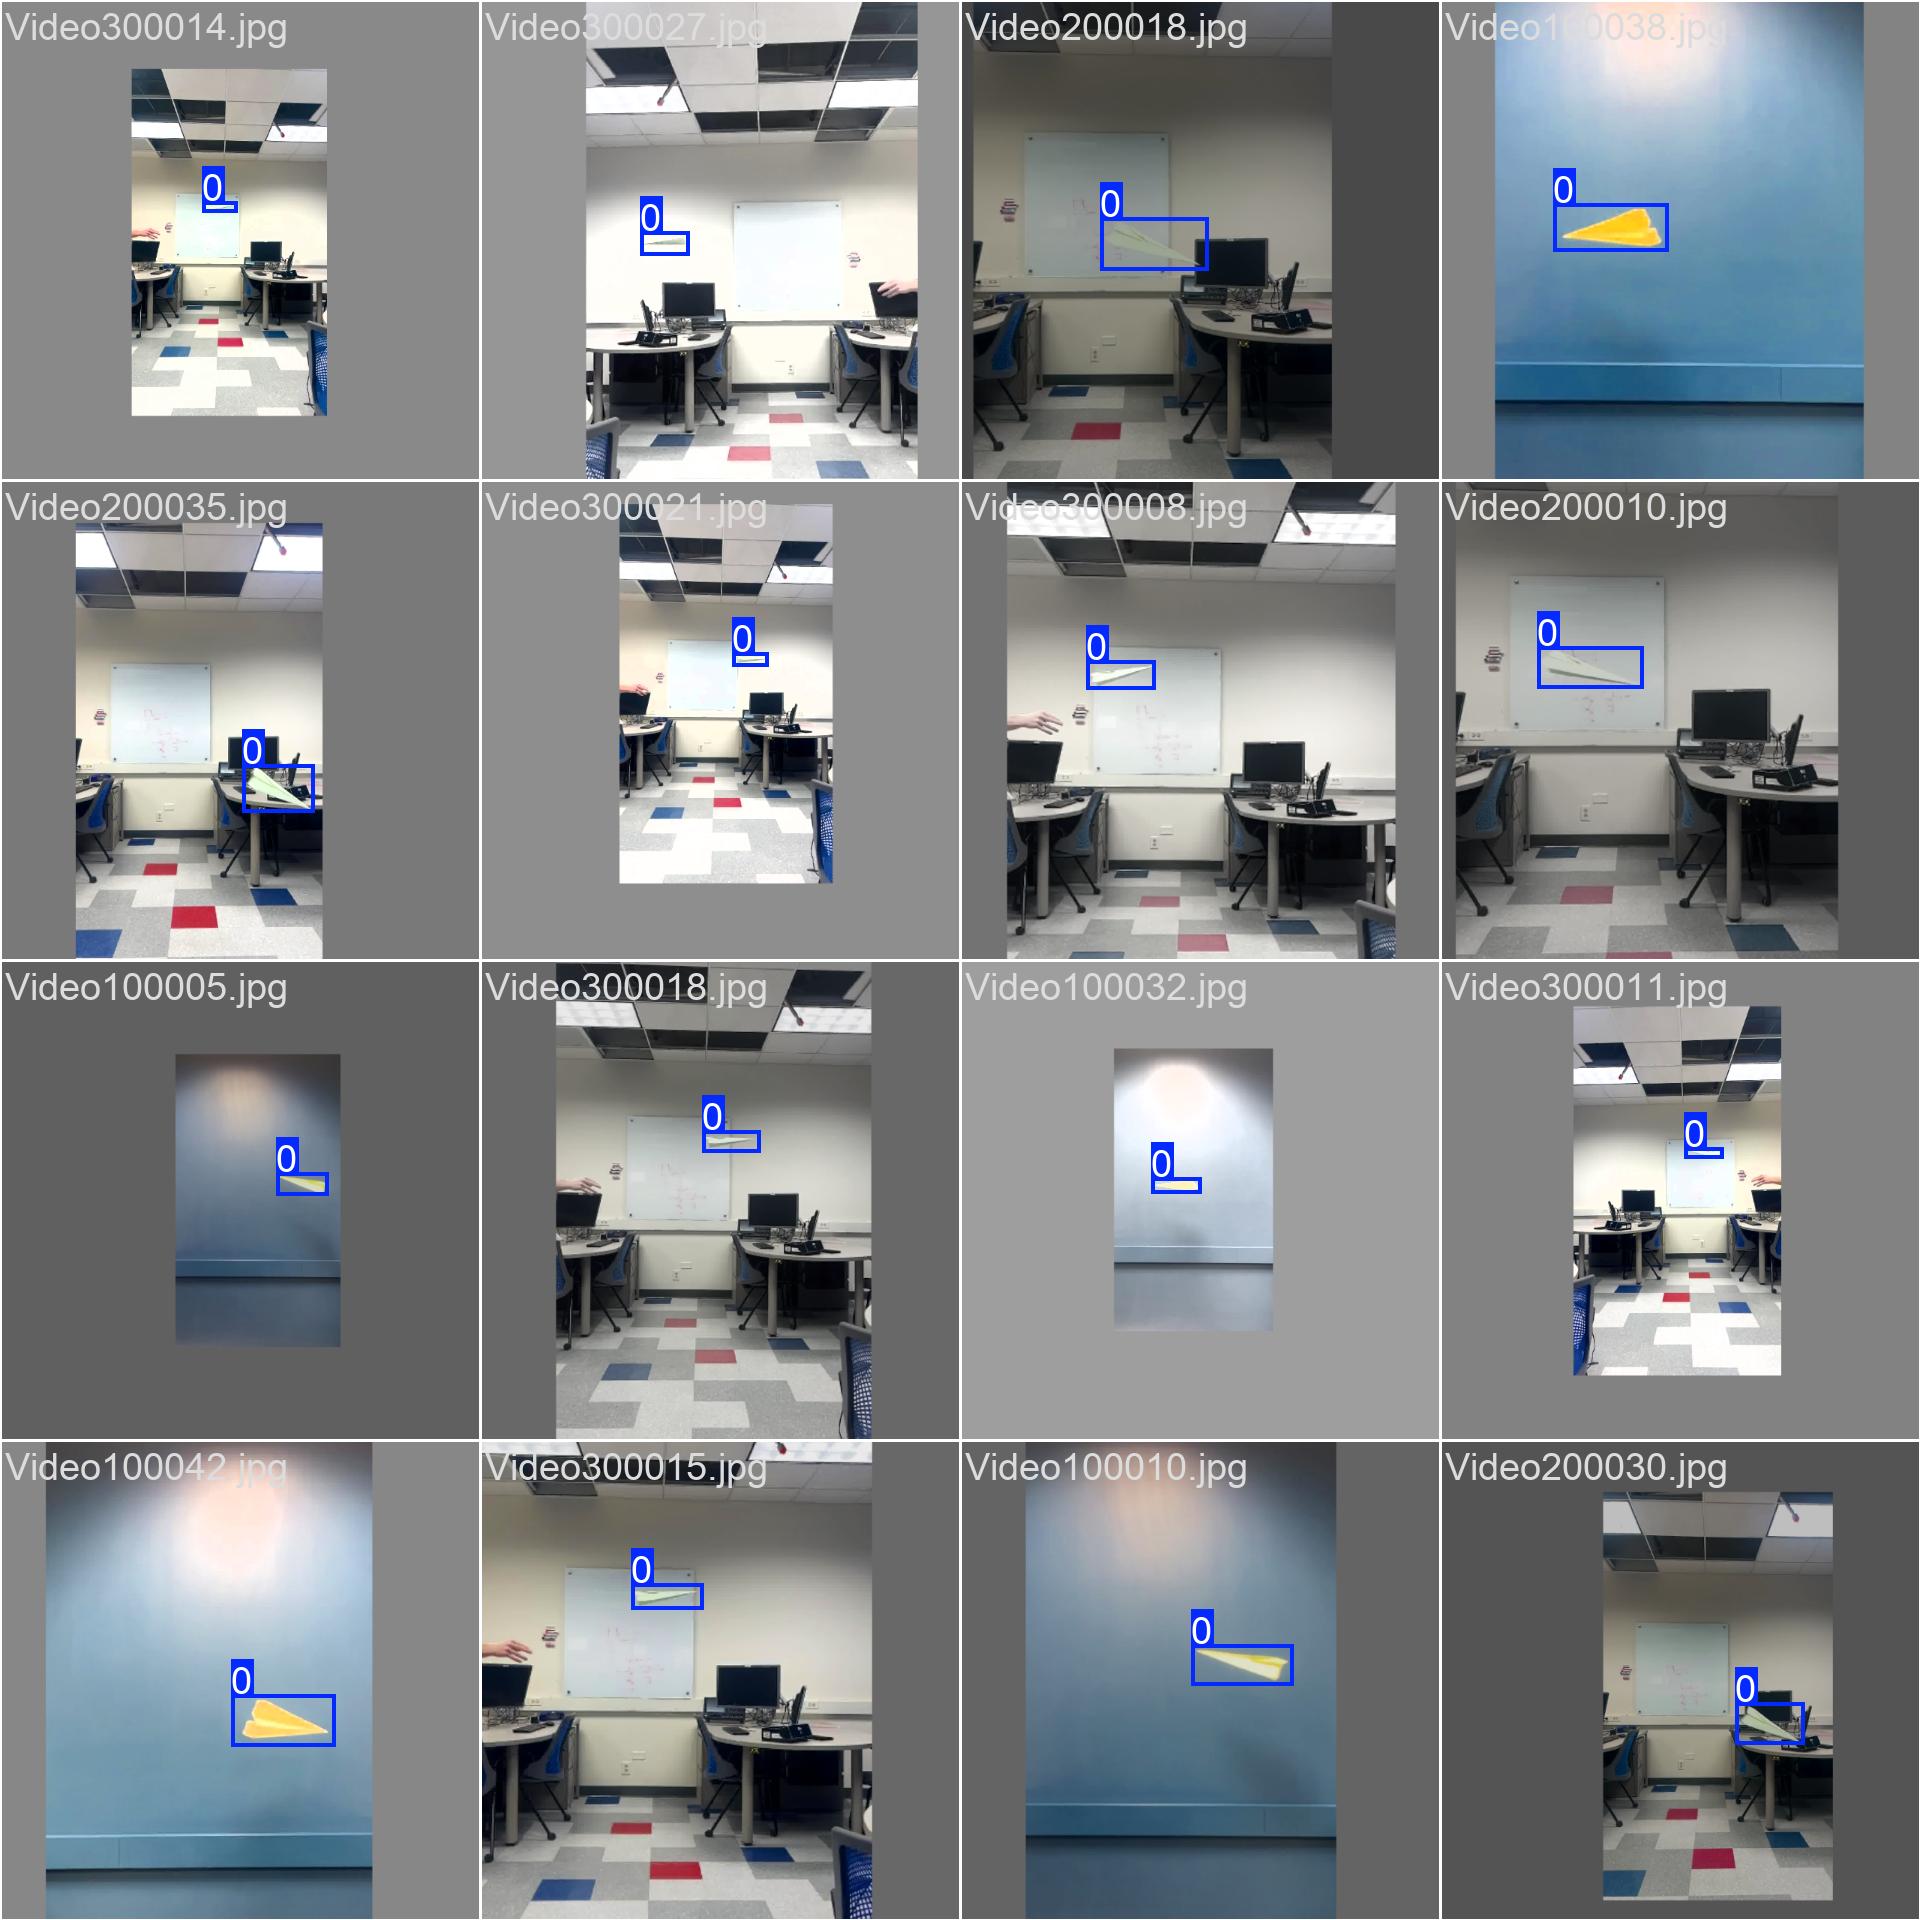 Video300014.jpg
Video300027.jpg
Video200018.jpg
Video100038.jpg
0
0
0
0
Video200035.jpg
Video300021.jpg
Video300008.jpg
Video200010.jpg
0
0
0
0
Video100005.jpg
Video300018.jpg
Video100032.jpg
Video300011.jpg
0
0
0
0
Video100042.jpg
Video300015.jpg
Video100010.jpg
Video200030.jpg
0
0
0
0